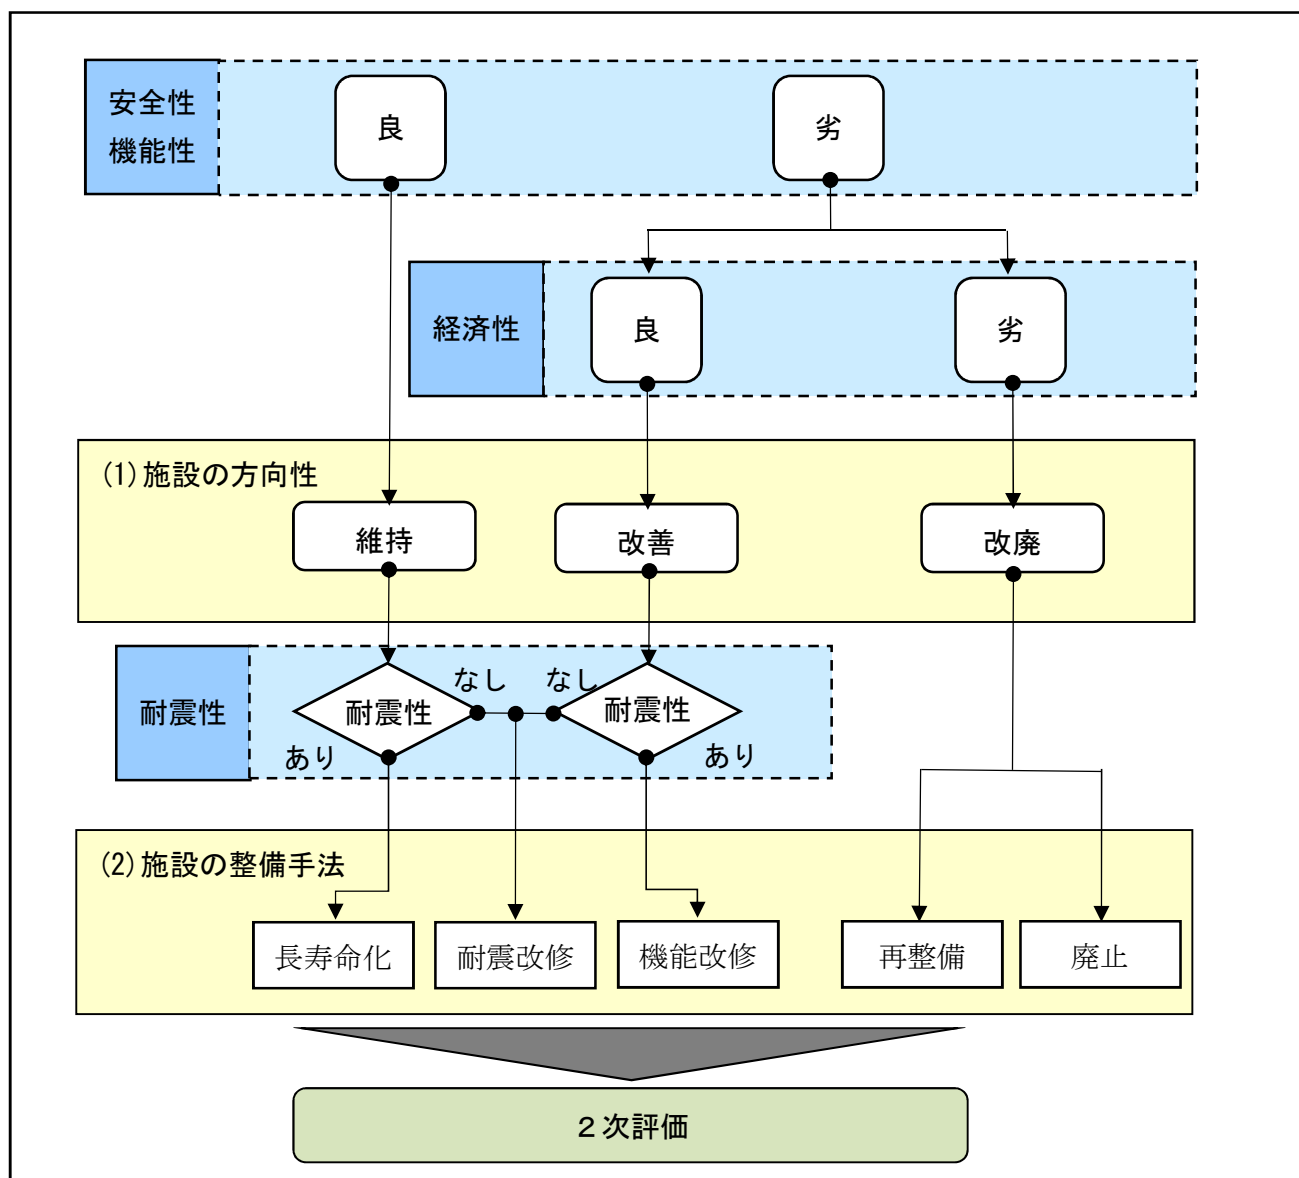 安全性
機能性
良
劣
経済性
良
劣
(1)施設の方向性
維持
改善
改廃
耐震性
耐震性
なし
なし
耐震性
あり
あり
(2)施設の整備手法
長寿命化
耐震改修
機能改修
再整備
廃止
２次評価